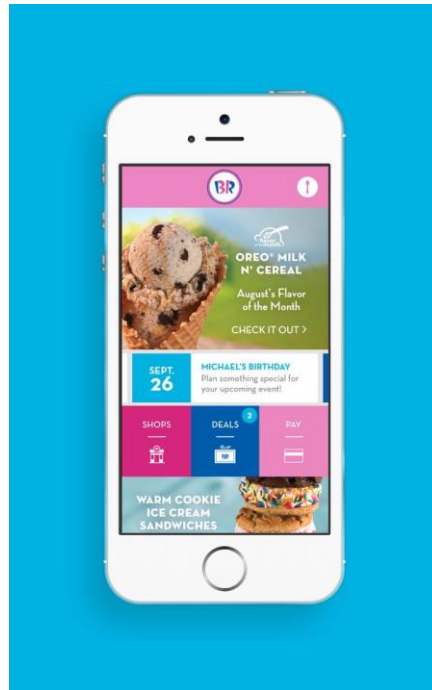 BR
Flavor
OREO® MILK
N' CEREAL
August's Flavor
of the Month
CHECK IT OUT >
SEPT.
26
MICHAEL'S BIRTHDAY
Plan something special for
your upcoming event!
SHOPS
DEALS
2
PAY
WARM COOKIE
ICE CREAM
SANDWICHES